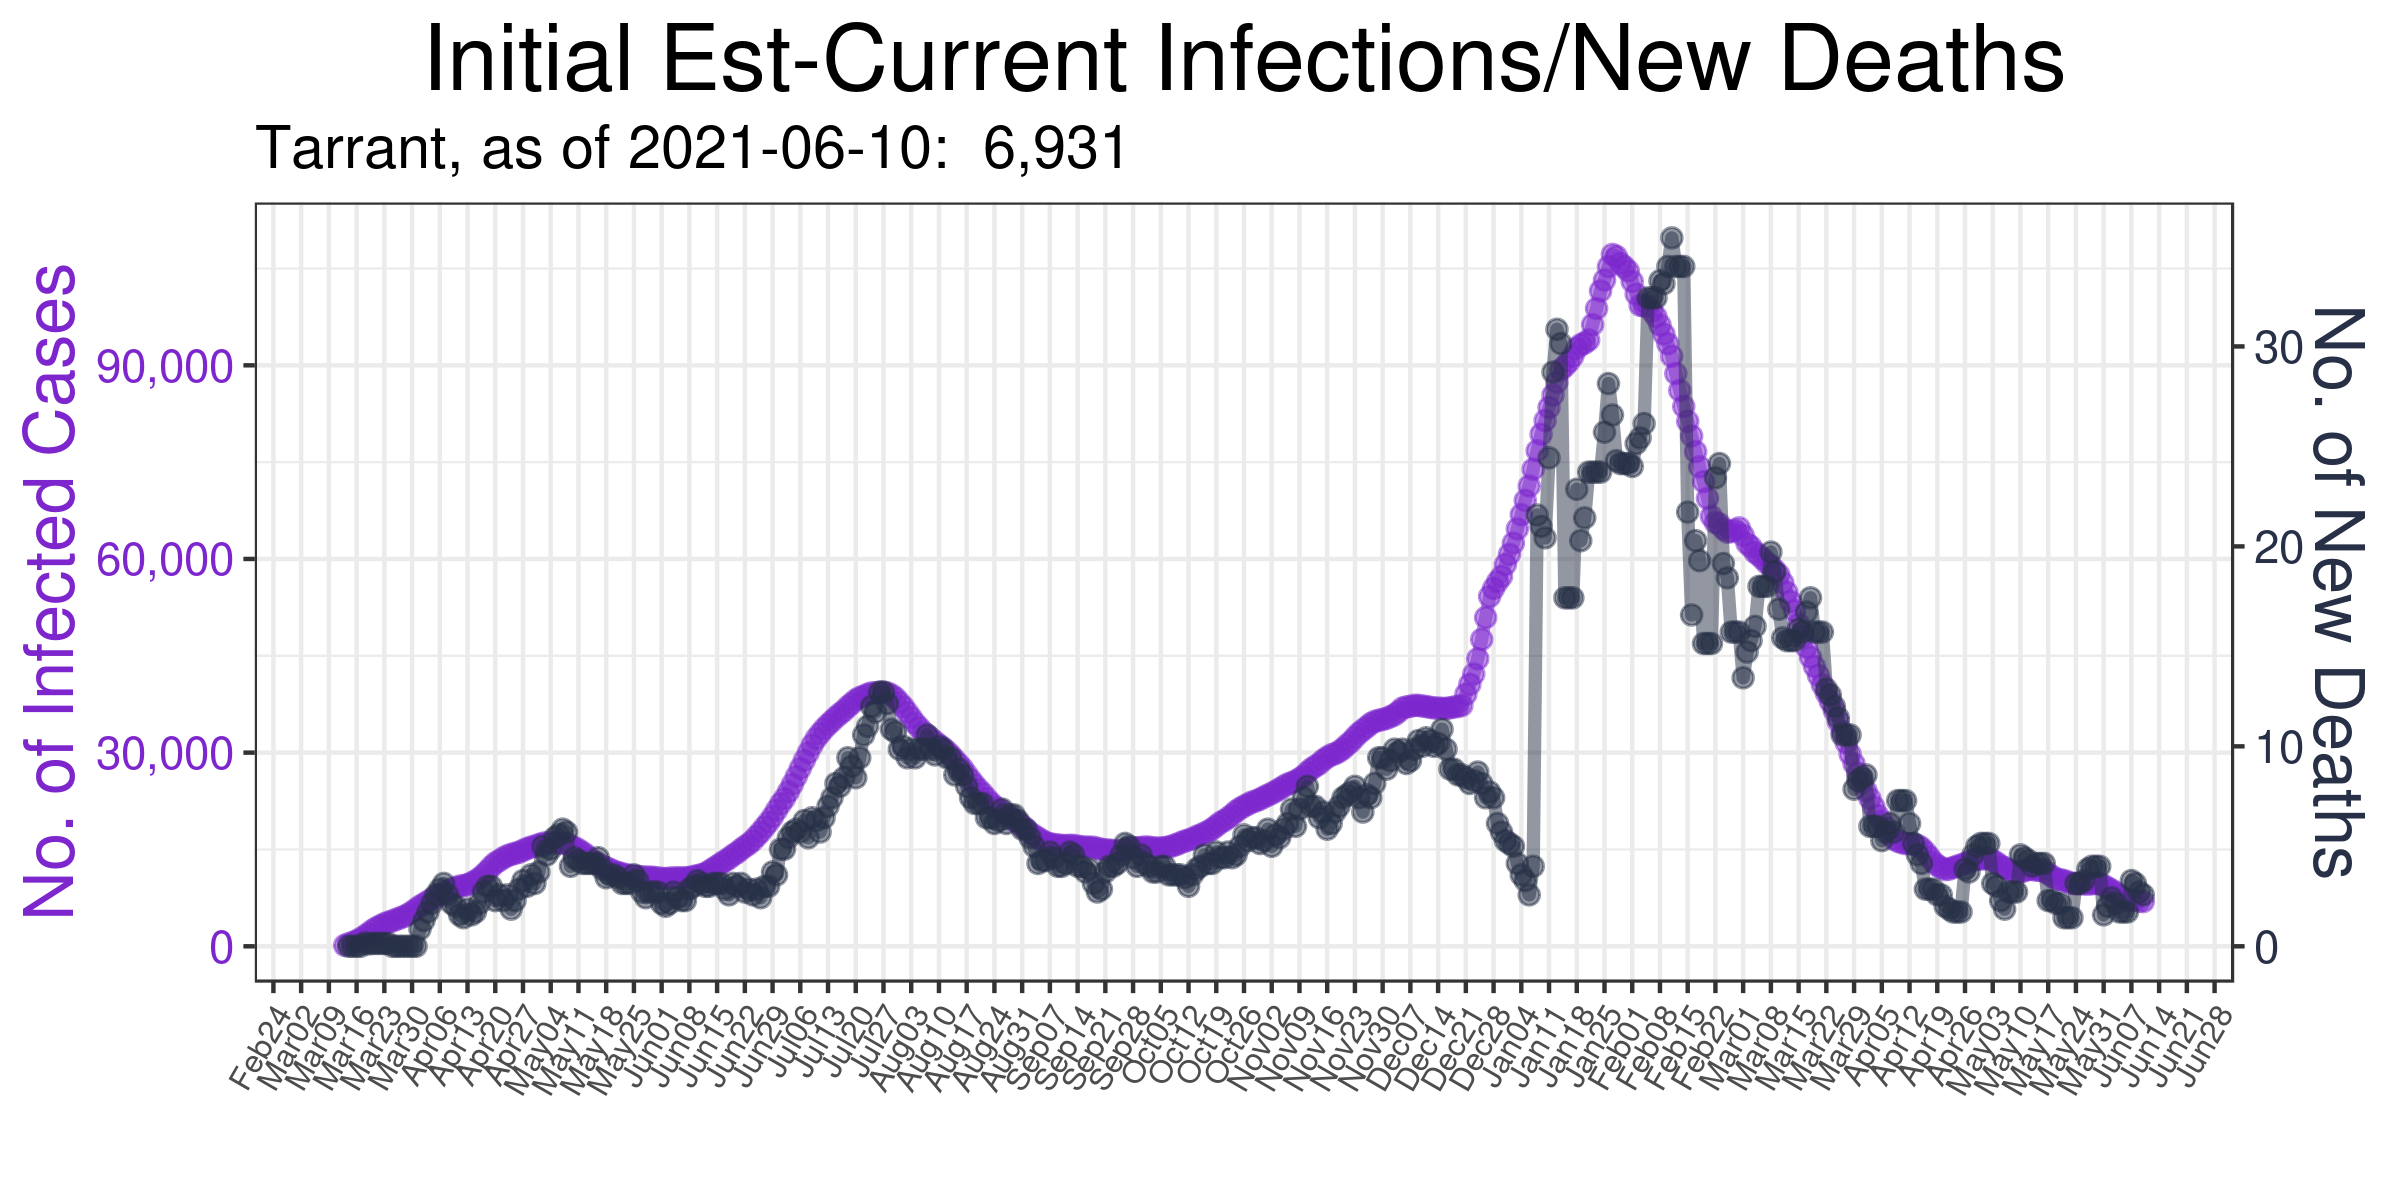 Initial Est-Current Infections/New Deaths
Tarrant, as of 2021-06-10:  6,931
No. of Infected Cases
90,000
60,000
30,000
0
No. of New Deaths
30
20
10
0
Feb24
Mar02
Mar09
Mar16
Mar23
Mar30
Apr06
Apr13
Apr20
Apr27
May04
May11
May18
May25
Jun01
Jun08
Jun15
Jun22
Jun29
Jul06
Jul13
Jul20
Jul27
Aug03
Aug10
Aug17
Aug24
Aug31
Sep07
Sep14
Sep21
Sep28
Oct05
Oct12
Oct19
Oct26
Nov02
Nov09
Nov16
Nov23
Nov30
Dec07
Dec14
Dec21
Dec28
Jan04
Jan11
Jan18
Jan25
Feb01
Feb08
Feb15
Feb22
Mar01
Mar08
Mar15
Mar22
Mar29
Apr05
Apr12
Apr19
Apr26
May03
May10
May17
May24
May31
Jun07
Jun14
Jun21
Jun28